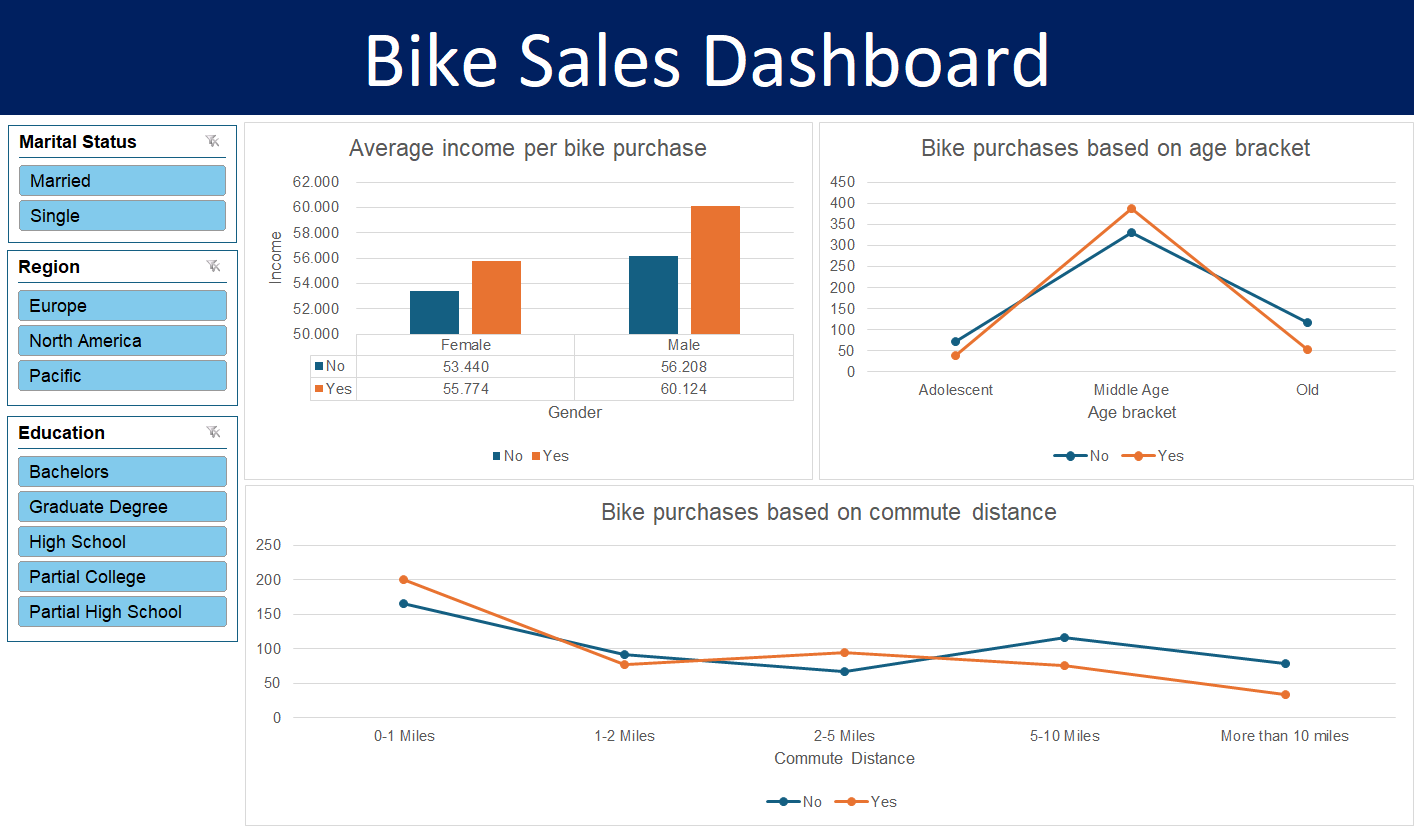 Bike Sales Dashboard
Marital Status
Married
Single
Region
Europe
North America
Pacific
Education
Bachelors
Graduate Degree
High School
Partial College
Partial High School
Average income per bike purchase
62.000
60.000
58.000
56.000
54.000
52.000
50.000
Income
Female Male
No 53.440 56.208
Yes 55.774 60.124
Gender
No Yes
Bike purchases based on age bracket
450
400
350
300
250
200
150
100
50
0
Adolescent Middle Age Old
Age bracket
No Yes
Bike purchases based on commute distance
250
200
150
100
50
0
0-1 Miles 1-2 Miles 2-5 Miles 5-10 Miles More than 10 miles
Commute Distance
No Yes